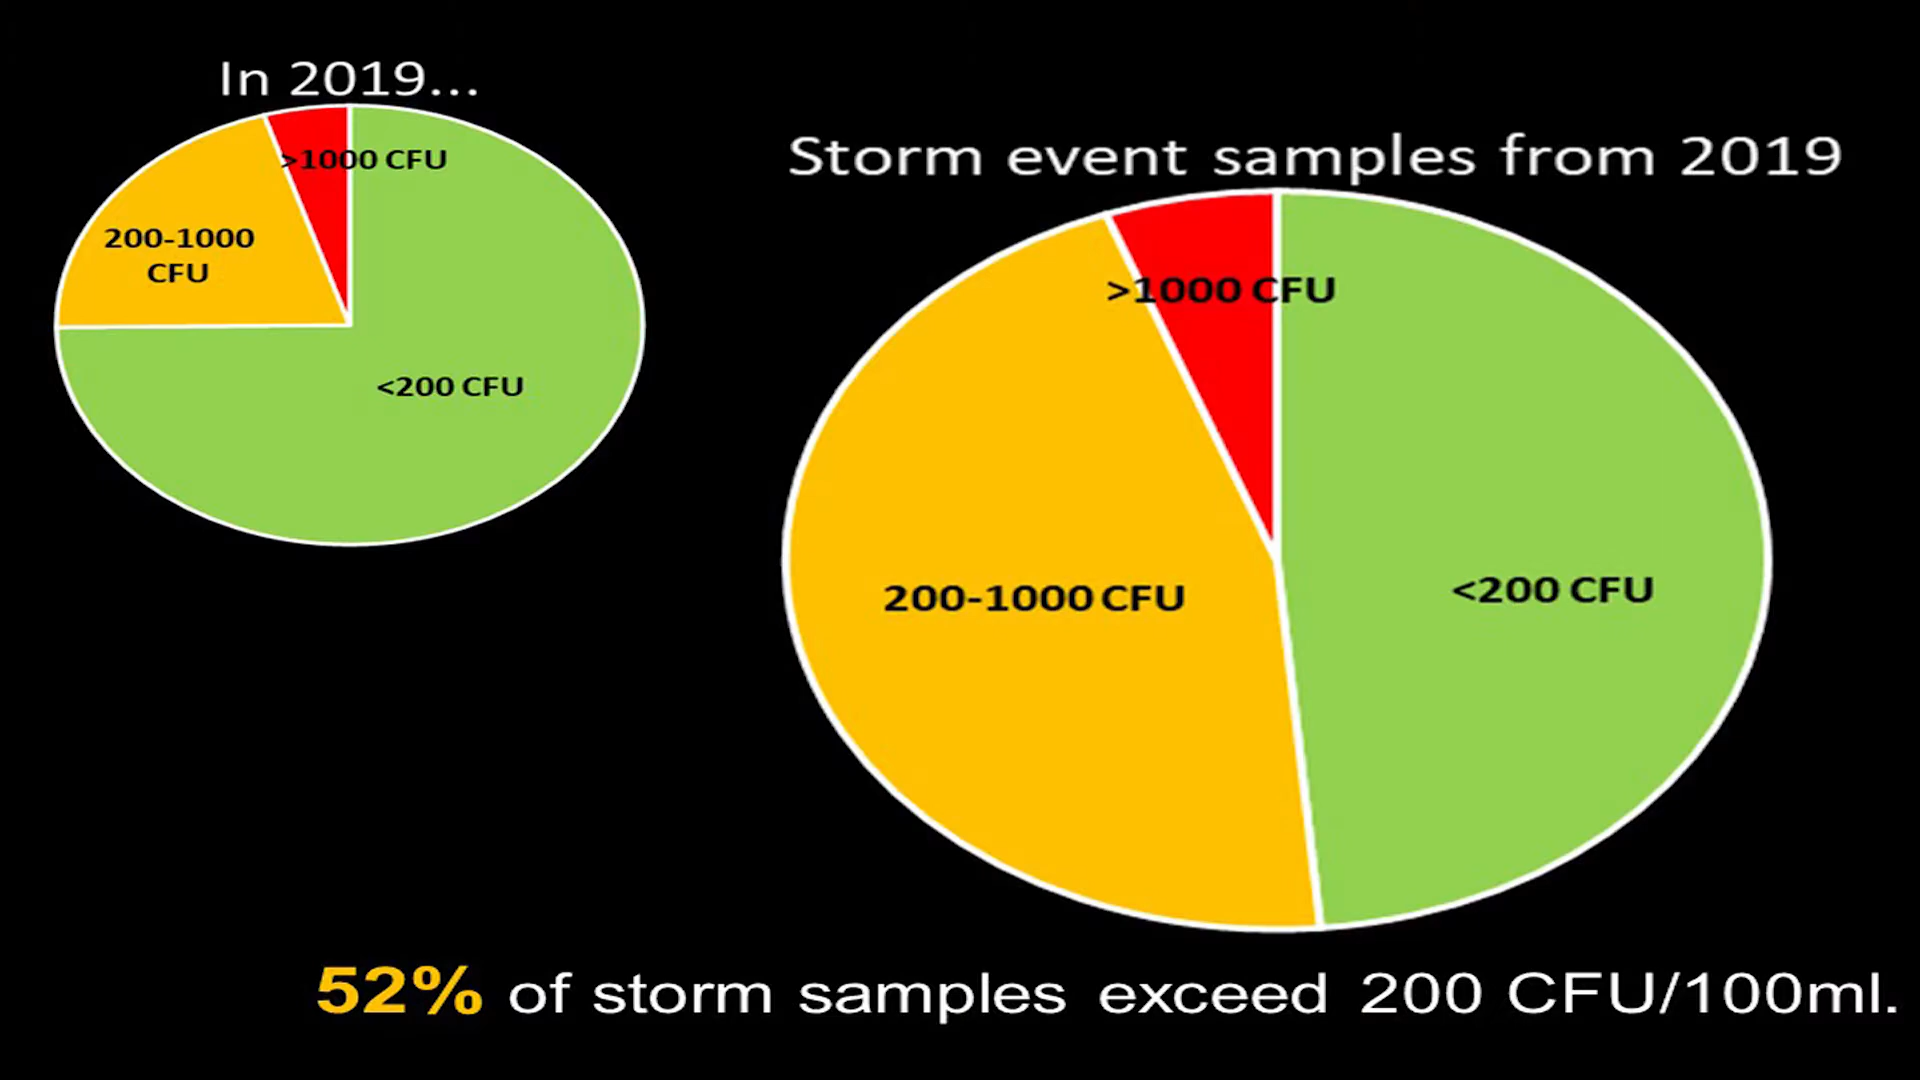 In 2019...
>1000 CFU
200-1000
CFU
<200 CFU
Storm event samples from 2019
>1000 CFU
200-1000 CFU
<200 CFU
52% of storm samples exceed 200 CFU/100ml.